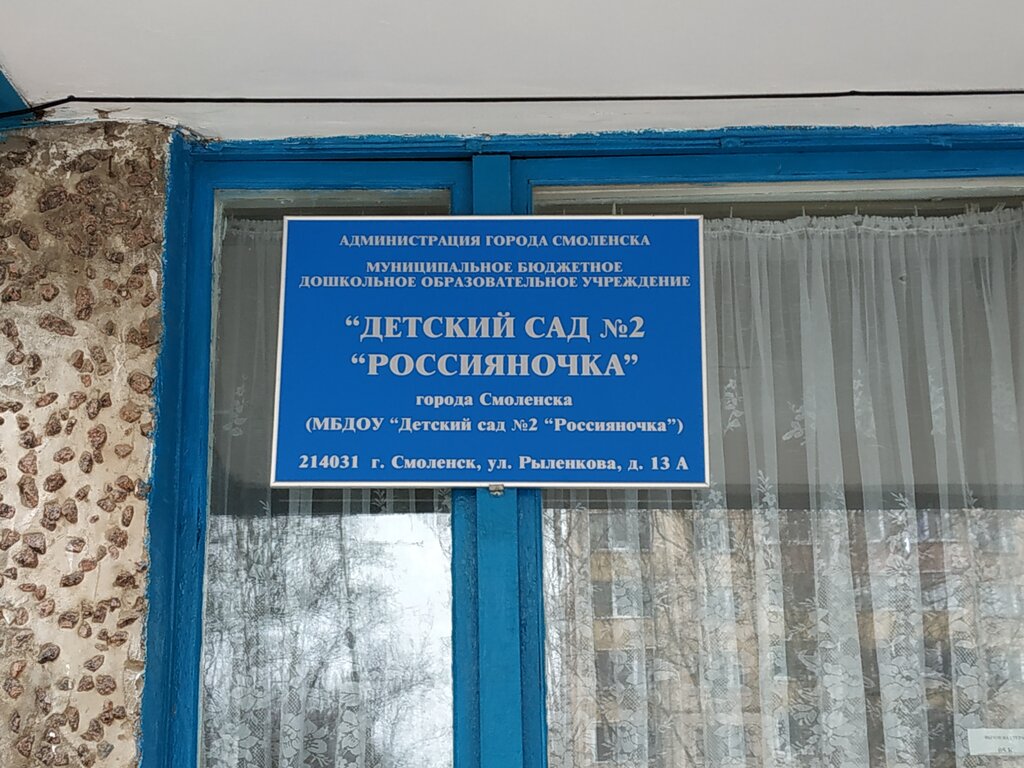 АДМИНИСТРАЦИЯ ГОРОДА СМОЛЕНСКА
МУНИЦИПАЛЬНОЕ БЮДЖЕТНОЕ
ДОШКОЛЬНОЕ ОБРАЗОВАТЕЛЬНОЕ УЧРЕЖДЕНИЕ
“ДЕТСКИЙ САД №2
“РОССИЯНОЧКА”
города Смоленска
(МБДОУ “Детский сад №2 “Россияночка”)
214031 г. Смоленск, ул. Рыленкова, д. 13 А